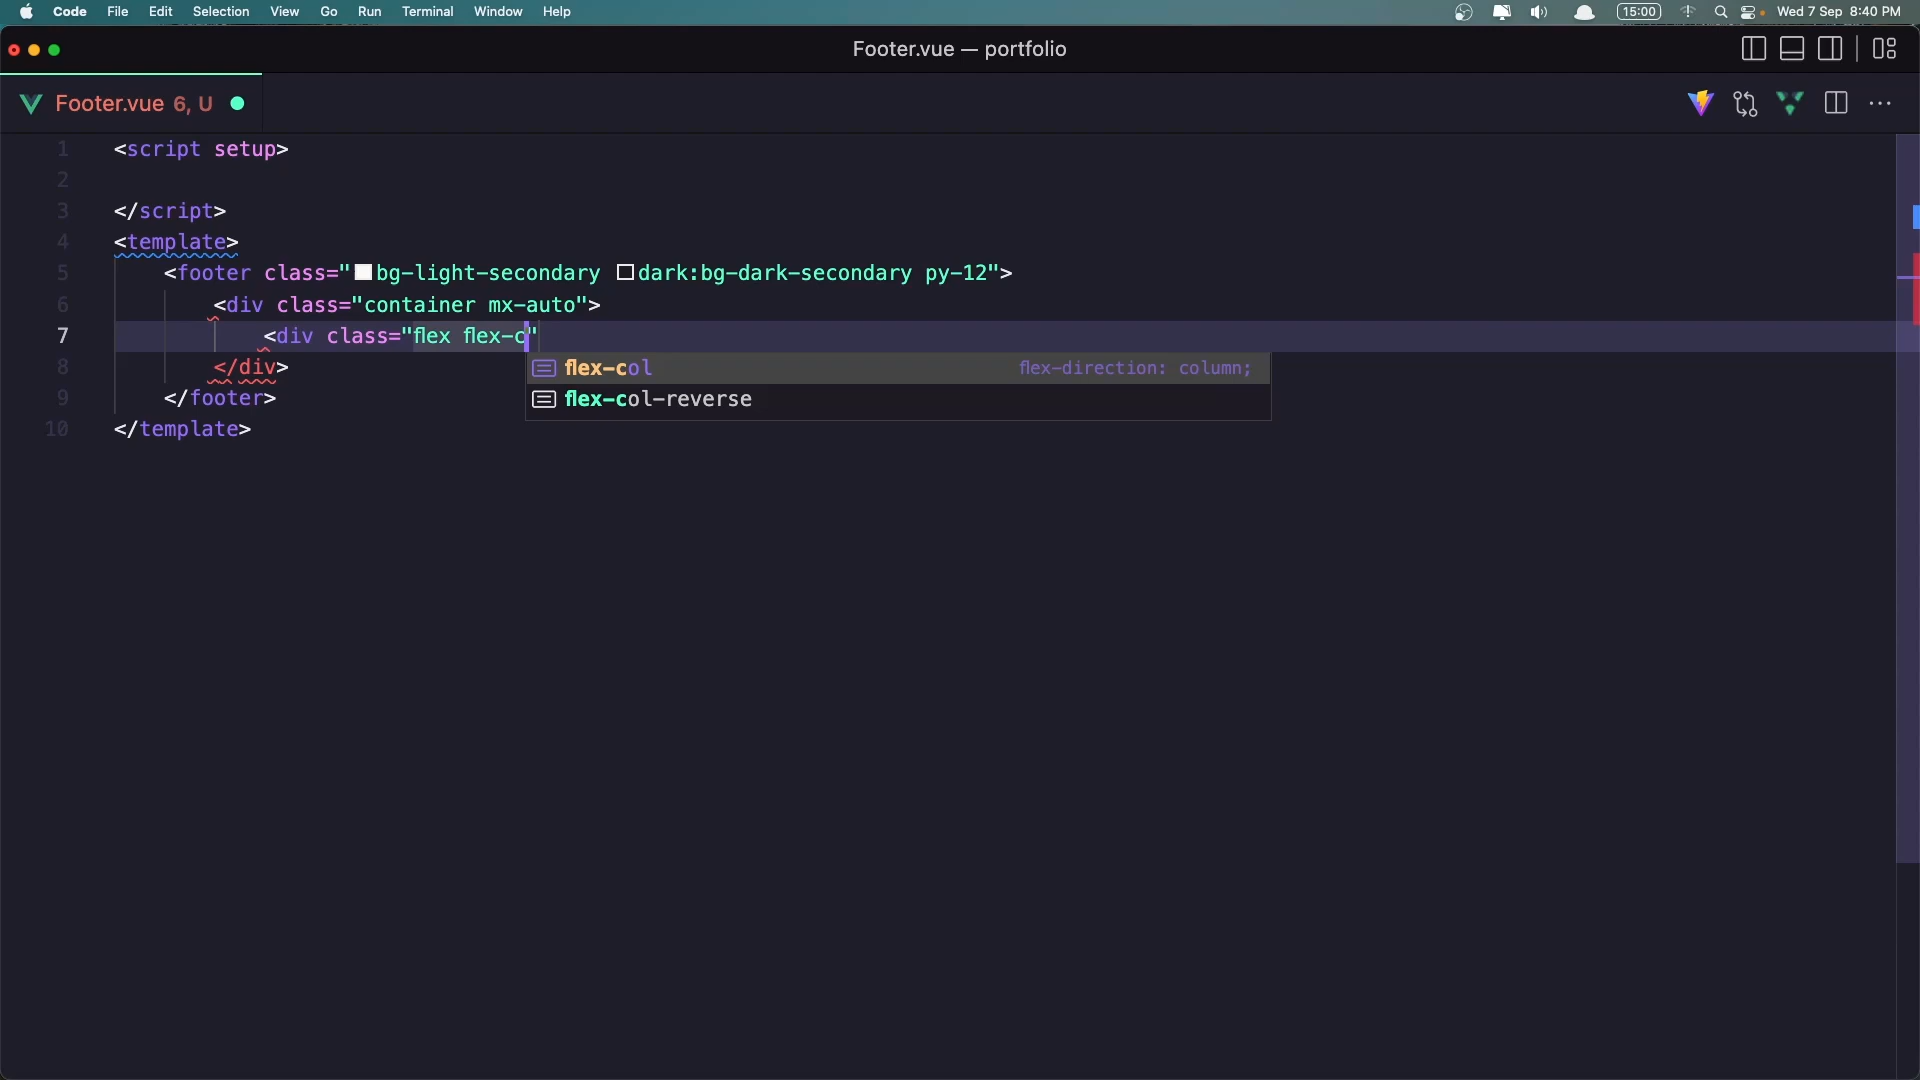 Code File Edit Selection View Go Run Terminal Window Help 15:00 Wed 7 Sep 8:40 PM
Footer.vue — portfolio
Footer.vue 6, U
1 <script setup>
2
3 </script>
4 <template>
5 <footer class="bg-light-secondary dark:bg-dark-secondary py-12">
6 <div class="container mx-auto">
7 <div class="flex flex-c"
flex-col flex-direction: column;
8 </div>
9 </footer>
flex-col-reverse
10 </template>